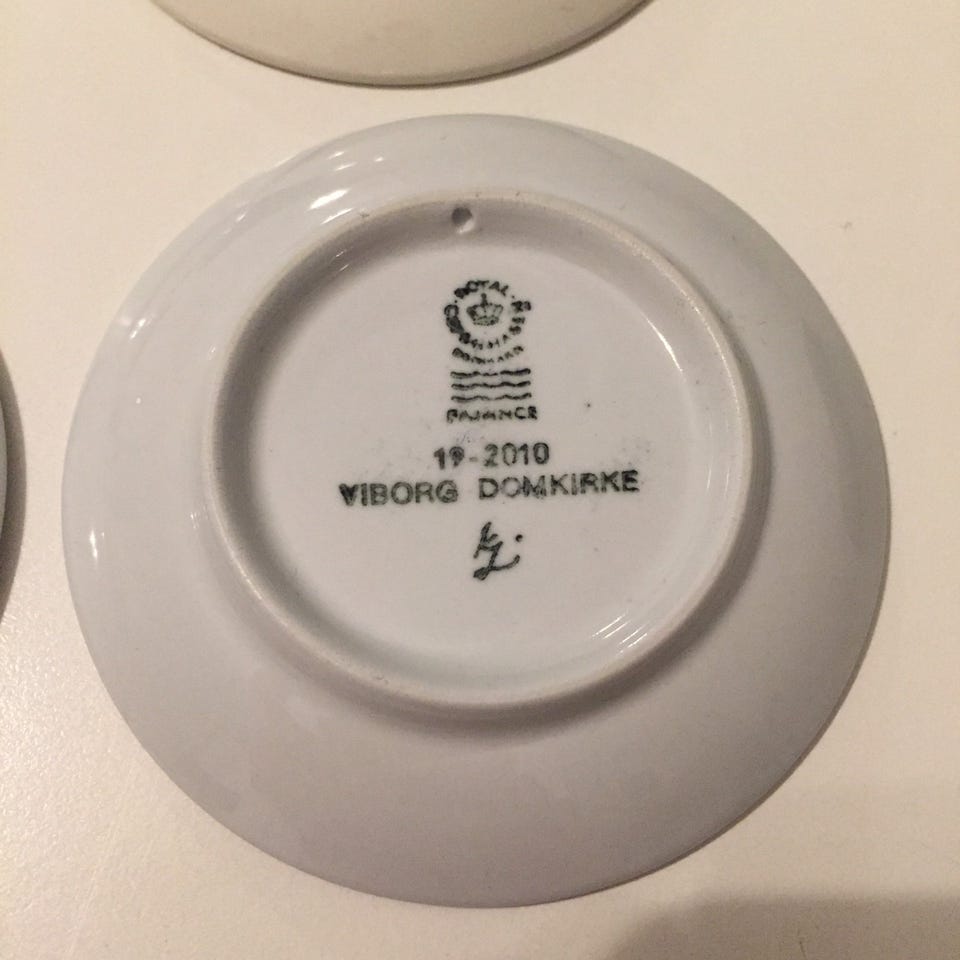 ROYAL COPENHAGEN
DENMARK
FAJANCE
19-2010
VIBORG DOMKIRKE